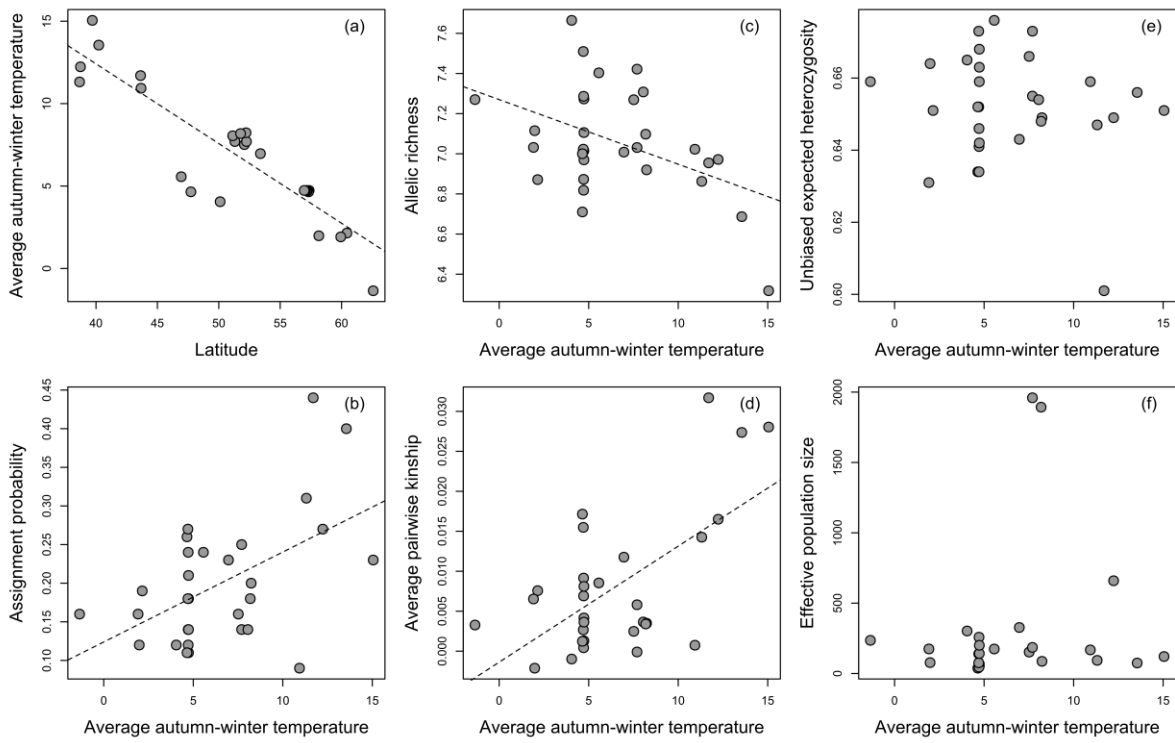 (a)
Average autumn-winter temperature
15
10
5
0
40 45 50 55 60
Latitude
(c)
Allelic richness
7.6
7.4
7.2
7.0
6.8
6.6
6.4
0 5 10 15
Average autumn-winter temperature
(e)
Unbiased expected heterozygosity
0.66
0.64
0.62
0.60
0 5 10 15
Average autumn-winter temperature
(b)
Assignment probability
0.45
0.40
0.35
0.30
0.25
0.20
0.15
0.10
0 5 10 15
Average autumn-winter temperature
(d)
Average pairwise kinship
0.030
0.025
0.020
0.015
0.010
0.005
0.000
0 5 10 15
Average autumn-winter temperature
(f)
Effective population size
2000
1500
1000
500
0
0 5 10 15
Average autumn-winter temperature